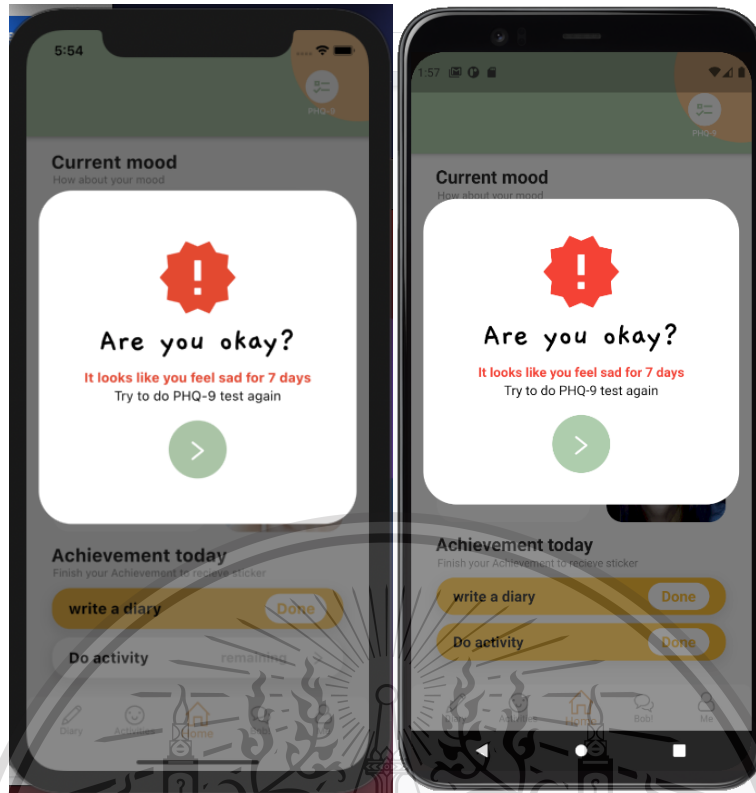 5:54
PHQ-9
Current mood
How about your mood
Are you okay?
It looks like you feel sad for 7 days
Try to do PHQ-9 test again
Achievement today
Finish your Achievement to recieve sticker
write a diary
Done
Do activity
remaining
Diary
Activities
Home
1:57
PHQ-9
Current mood
How about your mood
Are you okay?
It looks like you feel sad for 7 days
Try to do PHQ-9 test again
Achievement today
Finish your Achievement to recieve sticker
write a diary
Done
Do activity
Done
Activities
Home
Bob!
Me